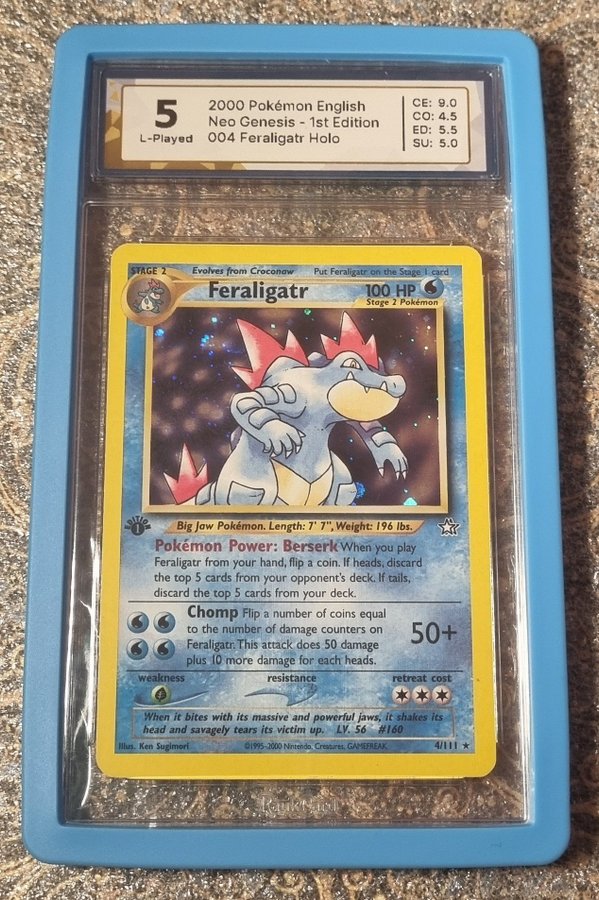 5
L-Played
2000 Pokémon English
Neo Genesis - 1st Edition
004 Feraligatr Holo
CE: 9.0
CO: 4.5
ED: 5.5
SU: 5.0
STAGE 2 Evolves from Croconaw Put Feraligatr on the Stage 1 card
Feraligatr 100 HP
Stage 2 Pokémon
EDITION
1
Big Jaw Pokémon. Length: 7' 7", Weight: 196 lbs.
Pokémon Power: Berserk When you play
Feraligatr from your hand, flip a coin. If heads, discard
the top 5 cards from your opponent's deck. If tails,
discard the top 5 cards from your deck.
Chomp Flip a number of coins equal
to the number of damage counters on
Feraligatr. This attack does 50 damage
plus 10 more damage for each heads.
50+
weakness resistance retreat cost
When it bites with its massive and powerful jaws, it shakes its
head and savagely tears its victim up. LV. 56 #160
Illus. Ken Sugimori ©1995-2000 Nintendo, Creatures, GAMEFREAK. 4/111 ★